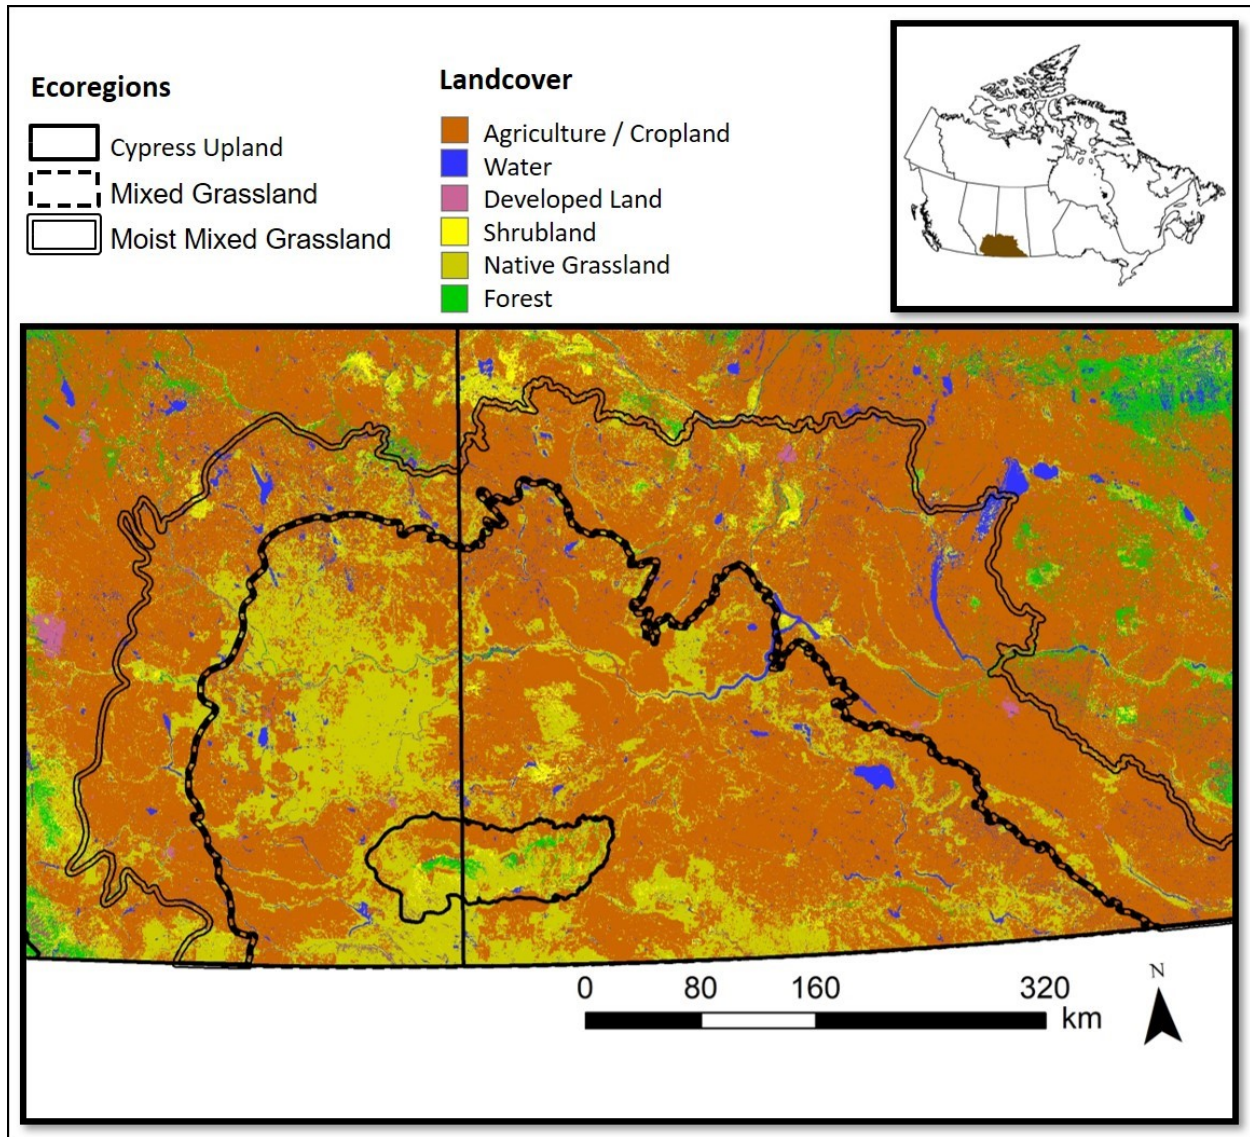 Ecoregions
Cypress Upland
Mixed Grassland
Moist Mixed Grassland
Landcover
Agriculture / Cropland
Water
Developed Land
Shrubland
Native Grassland
Forest
0 80 160 320
km
N